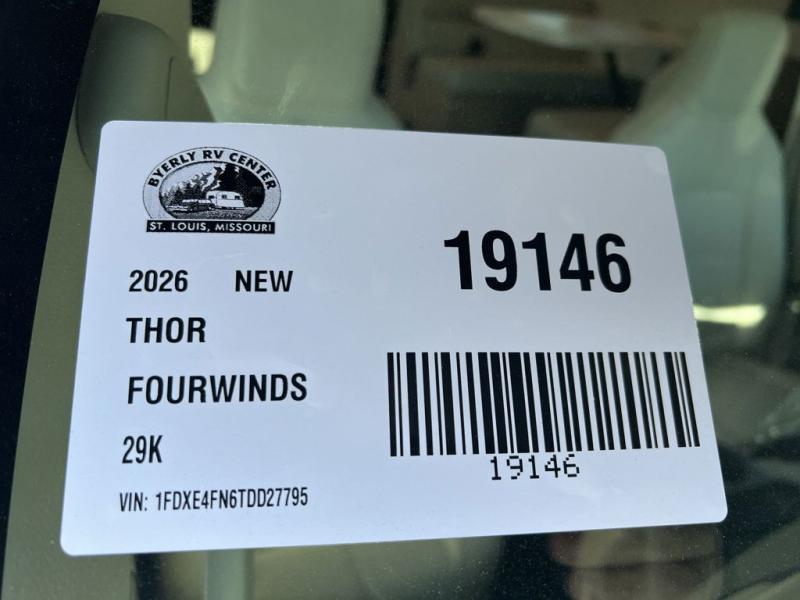 BYERLY RV CENTER
ST. LOUIS, MISSOURI
19146
2026 NEW
THOR
FOURWINDS
29K
19146
VIN: 1FDXE4FN6TDD27795